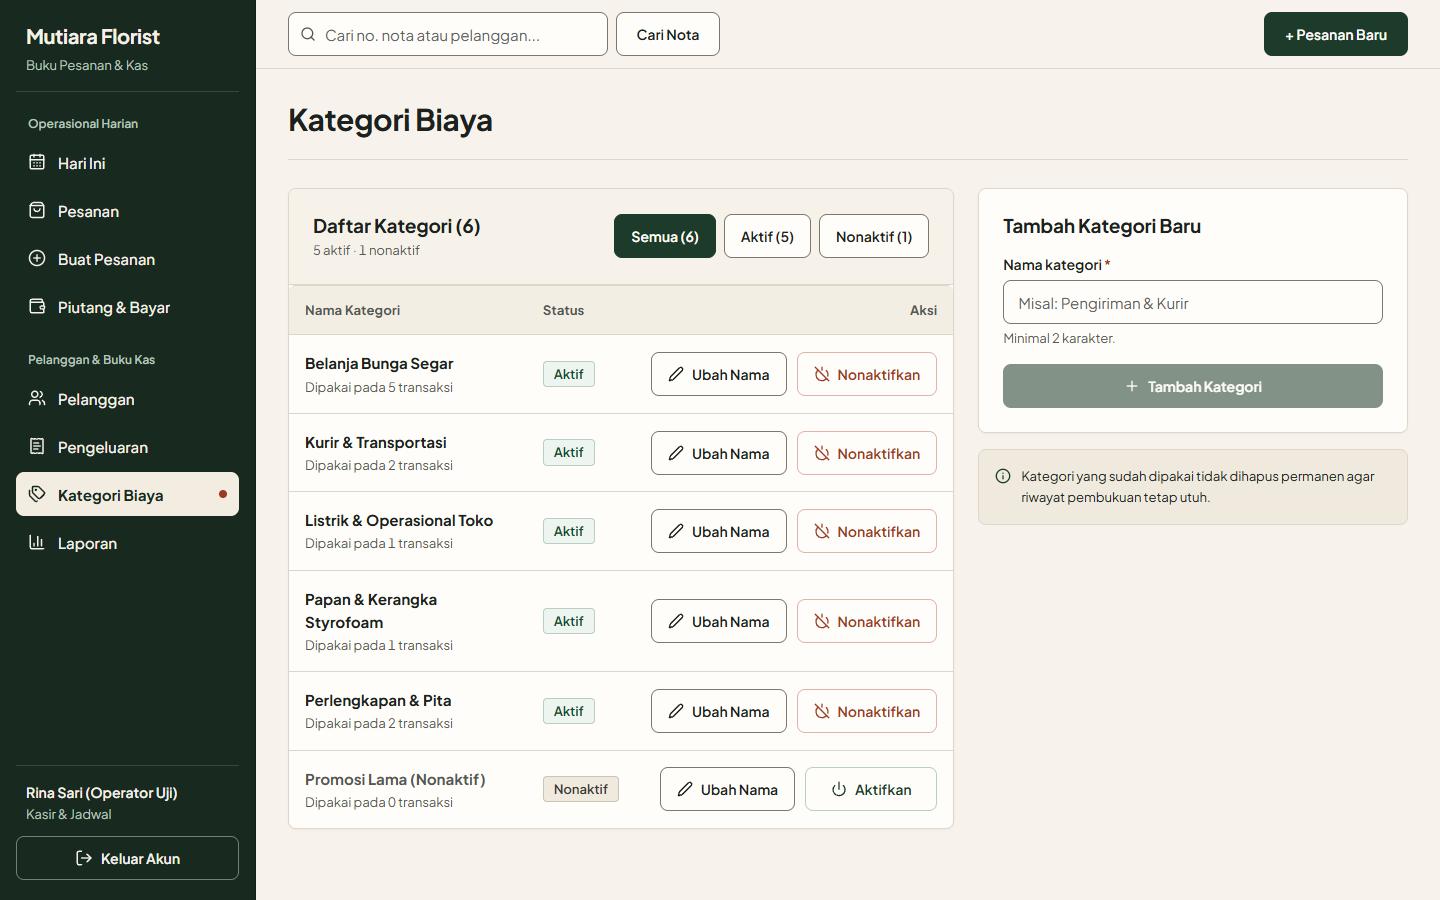 Mutiara Florist
Buku Pesanan & Kas
Operasional Harian
Hari Ini
Pesanan
Buat Pesanan
Piutang & Bayar
Pelanggan & Buku Kas
Pelanggan
Pengeluaran
Kategori Biaya
Laporan
Rina Sari (Operator Uji)
Kasir & Jadwal
Keluar Akun
Cari no. nota atau pelanggan...
Cari Nota
+ Pesanan Baru
Kategori Biaya
Daftar Kategori (6)
5 aktif · 1 nonaktif
Semua (6)
Aktif (5)
Nonaktif (1)
Nama Kategori Status Aksi
Belanja Bunga Segar
Dipakai pada 5 transaksi
Aktif
Ubah Nama
Nonaktifkan
Kurir & Transportasi
Dipakai pada 2 transaksi
Aktif
Ubah Nama
Nonaktifkan
Listrik & Operasional Toko
Dipakai pada 1 transaksi
Aktif
Ubah Nama
Nonaktifkan
Papan & Kerangka
Styrofoam
Dipakai pada 1 transaksi
Aktif
Ubah Nama
Nonaktifkan
Perlengkapan & Pita
Dipakai pada 2 transaksi
Aktif
Ubah Nama
Nonaktifkan
Promosi Lama (Nonaktif)
Dipakai pada 0 transaksi
Nonaktif
Ubah Nama
Aktifkan
Tambah Kategori Baru
Nama kategori *
Misal: Pengiriman & Kurir
Minimal 2 karakter.
+ Tambah Kategori
Kategori yang sudah dipakai tidak dihapus permanen agar
riwayat pembukuan tetap utuh.